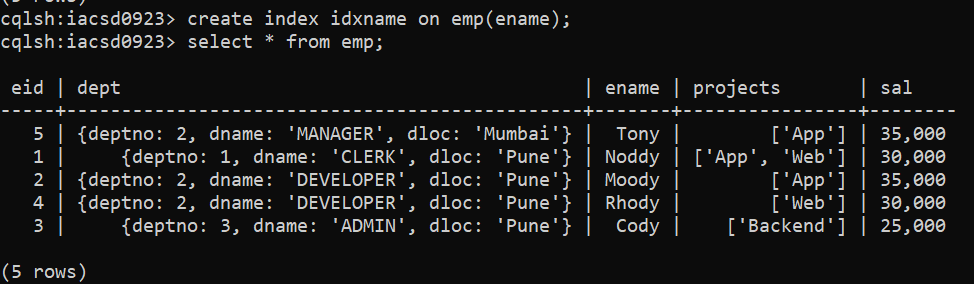 (5 rows)
cqlsh:iacsd0923> create index idxname on emp(ename);
cqlsh:iacsd0923> select * from emp;
 eid | dept                                          | ename | projects       | sal
-----+-----------------------------------------------+-------+----------------+--------
   5 | {deptno: 2, dname: 'MANAGER', dloc: 'Mumbai'} |  Tony |        ['App'] | 35,000
   1 |     {deptno: 1, dname: 'CLERK', dloc: 'Pune'} | Noddy | ['App', 'Web'] | 30,000
   2 | {deptno: 2, dname: 'DEVELOPER', dloc: 'Pune'} | Moody |        ['App'] | 35,000
   4 | {deptno: 2, dname: 'DEVELOPER', dloc: 'Pune'} | Rhody |        ['Web'] | 30,000
   3 |     {deptno: 3, dname: 'ADMIN', dloc: 'Pune'} |  Cody |    ['Backend'] | 25,000
(5 rows)